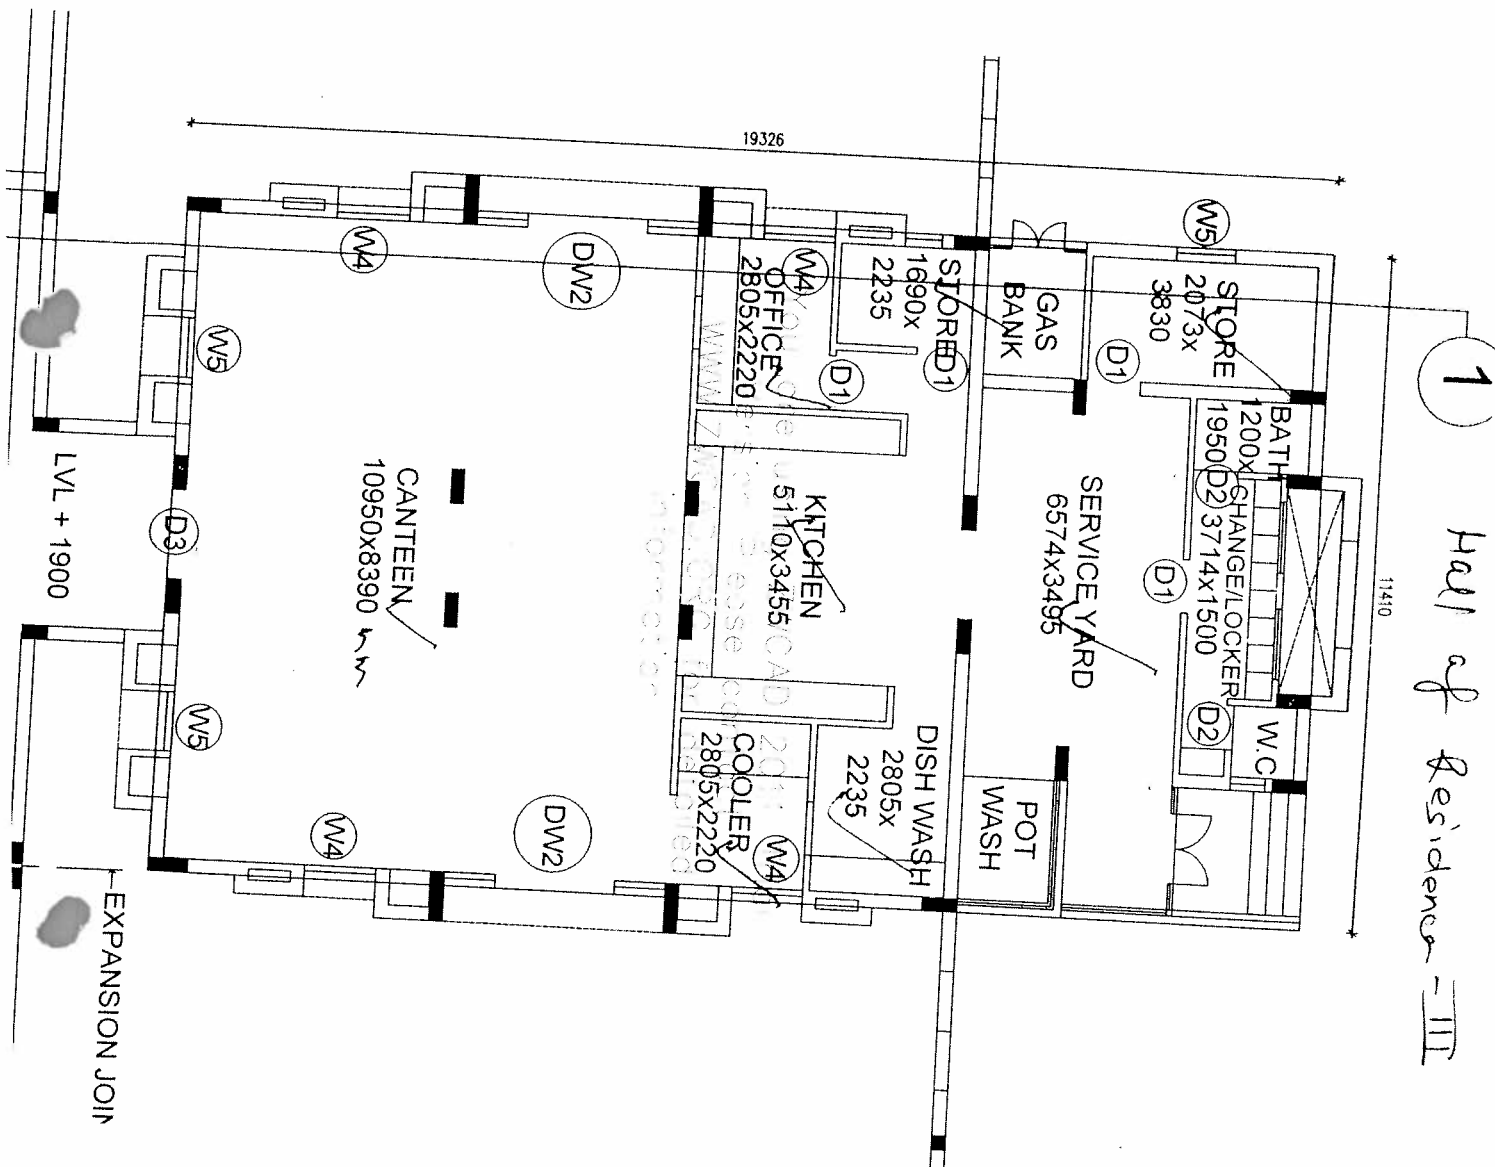 Hall of Residence - III
1
11410
19326
W5
STORE
2073x
3830
BATH
1200x
1950
D2
CHANGE/LOCKER
3714x1500
D2
W.C
D1
D1
GAS
BANK
SERVICE YARD
6574x3495
POT
WASH
STORE
1690x
2235
D1
W4
OFFICE
2805x2220
D1
KITCHEN
5110x3455
DISH WASH
2805x
2235
COOLER
2805x2220
W4
DW2
DW2
W4
CANTEEN
10950x8390
W4
W5
D3
W5
LVL + 1900
EXPANSION JOIN